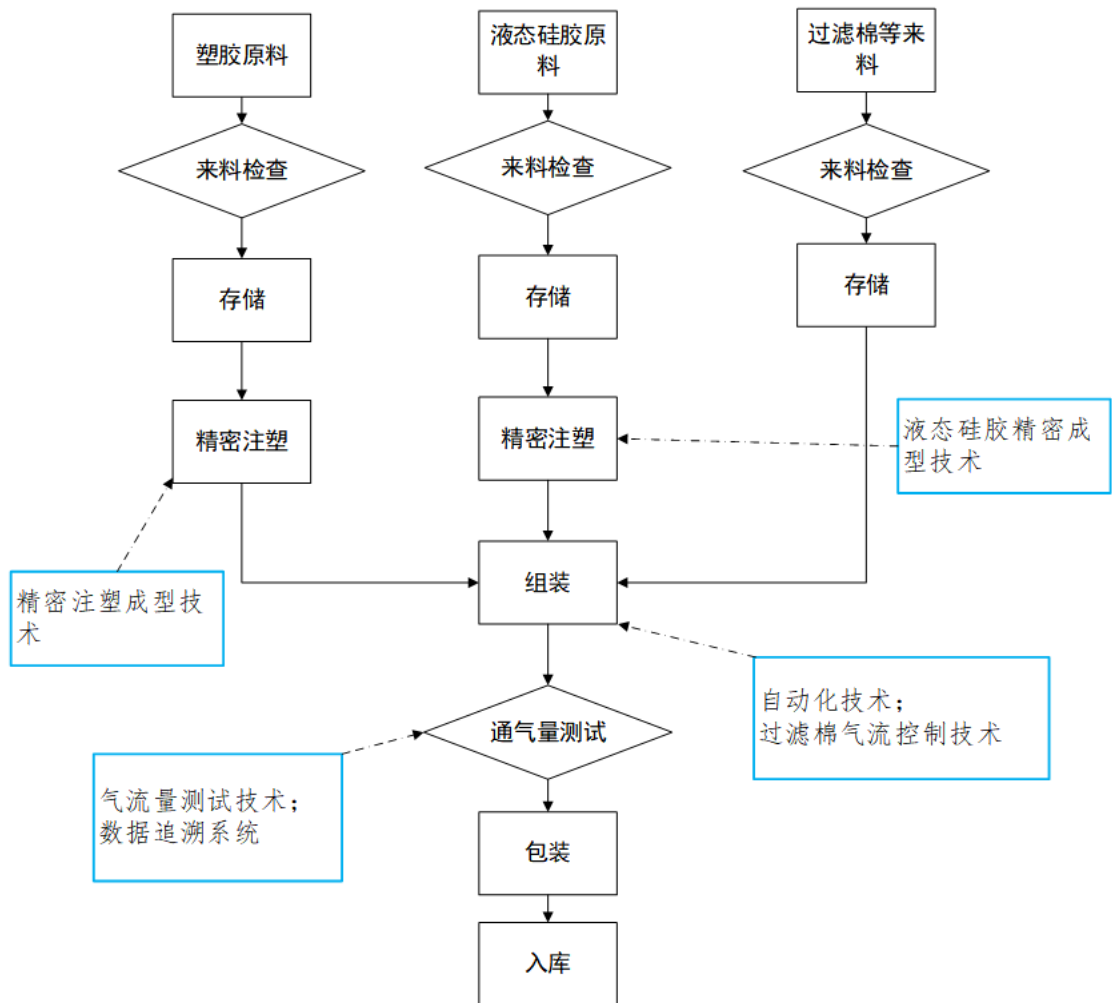 塑胶原料
液态硅胶原
料
过滤棉等来
料
来料检查
来料检查
来料检查
存储
存储
存储
精密注塑
精密注塑
液态硅胶精密成
型技术
精密注塑成型技
术
组装
自动化技术;
过滤棉气流控制技术
通气量测试
气流量测试技术;
数据追溯系统
包装
入库